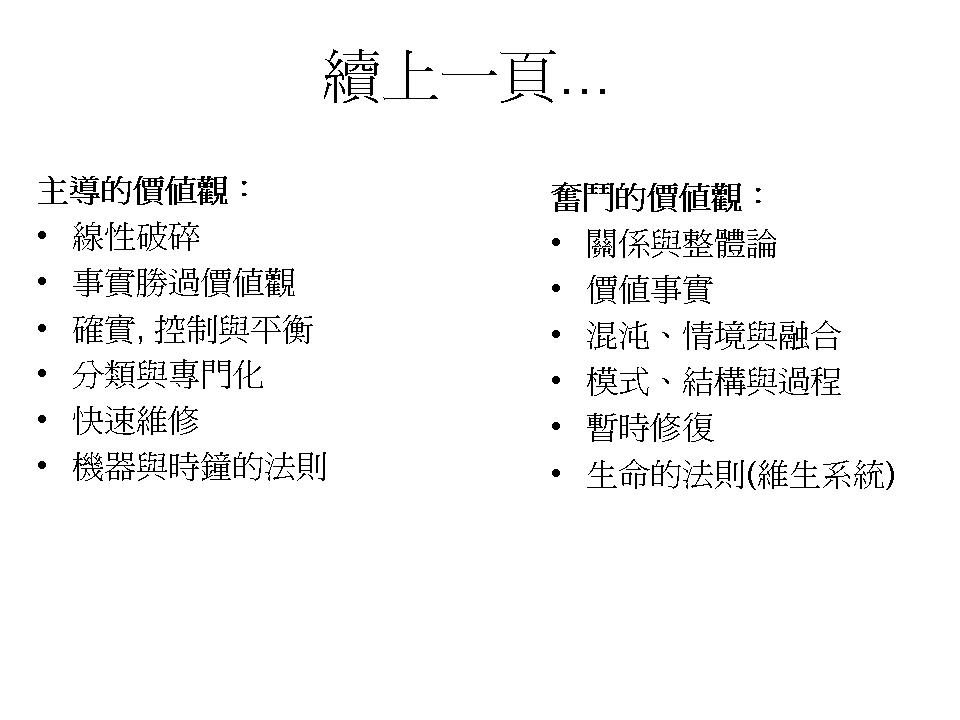 續上一頁...
主導的價值觀：
• 線性破碎
• 事實勝過價值觀
• 確實, 控制與平衡
• 分類與專門化
• 快速維修
• 機器與時鐘的法則
奮鬥的價值觀：
• 關係與整體論
• 價值事實
• 混沌、情境與融合
• 模式、結構與過程
• 暫時修復
• 生命的法則(維生系統)